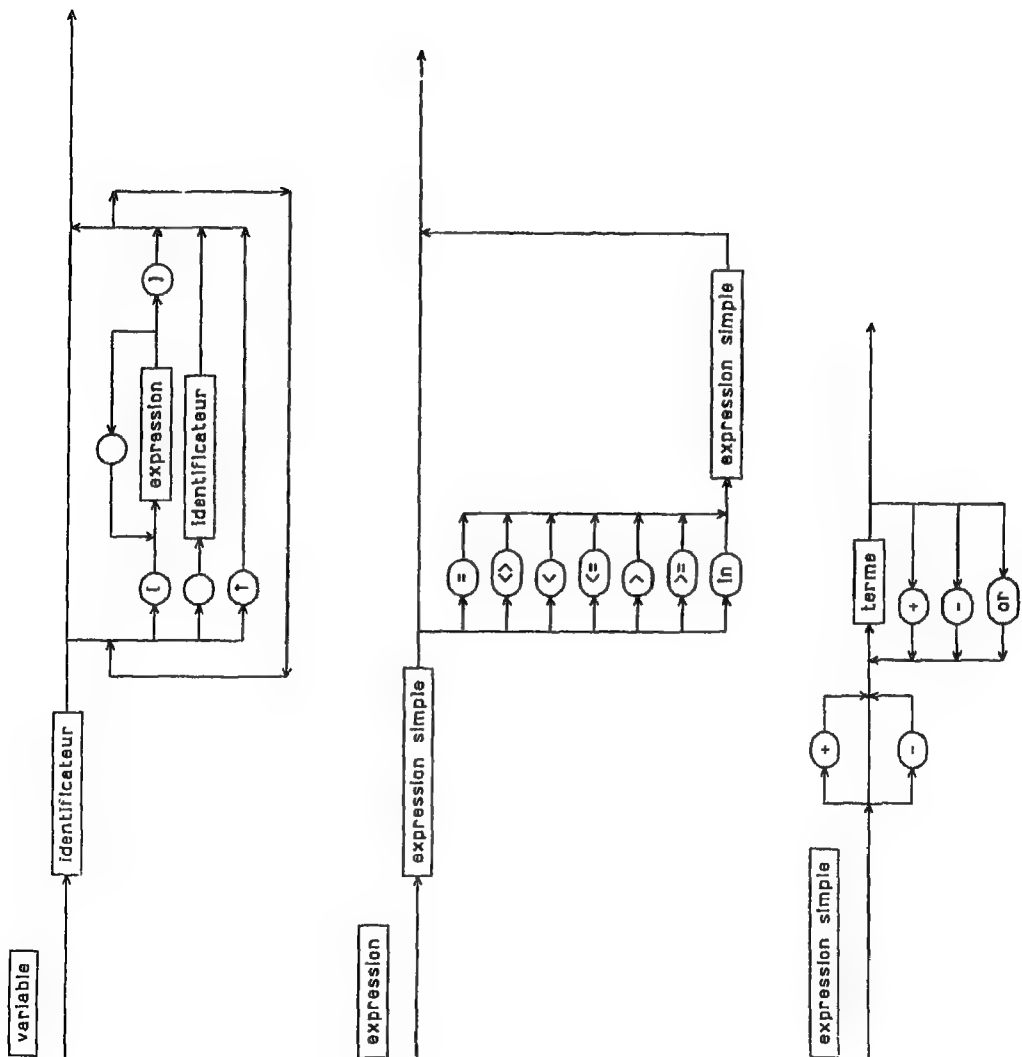 variable
identificateur
(
expression
)
identificateur
↑
expression
expression simple
=
<>
<
<=
>
>=
in
expression simple
expression simple
+
-
terme
+
-
or